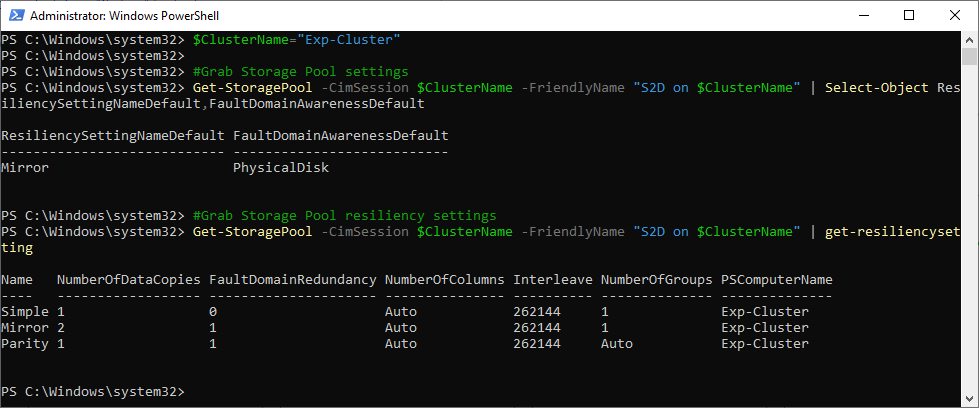 Administrator: Windows PowerShell
PS C:\Windows\system32> $ClusterName="Exp-Cluster"
PS C:\Windows\system32>
PS C:\Windows\system32> #Grab Storage Pool settings
PS C:\Windows\system32> Get-StoragePool -CimSession $ClusterName -FriendlyName "S2D on $ClusterName" | Select-Object Res
iliencySettingNameDefault,FaultDomainAwarenessDefault
ResiliencySettingNameDefault FaultDomainAwarenessDefault
---------------------------- ---------------------------
Mirror                       PhysicalDisk
PS C:\Windows\system32> #Grab Storage Pool resiliency settings
PS C:\Windows\system32> Get-StoragePool -CimSession $ClusterName -FriendlyName "S2D on $ClusterName" | get-resiliencyset
ting
Name   NumberOfDataCopies FaultDomainRedundancy NumberOfColumns Interleave NumberOfGroups PSComputerName
----   ------------------ --------------------- --------------- ---------- -------------- --------------
Simple 1                  0                     Auto            262144     1              Exp-Cluster
Mirror 2                  1                     Auto            262144     1              Exp-Cluster
Parity 1                  1                     Auto            262144     Auto           Exp-Cluster
PS C:\Windows\system32>